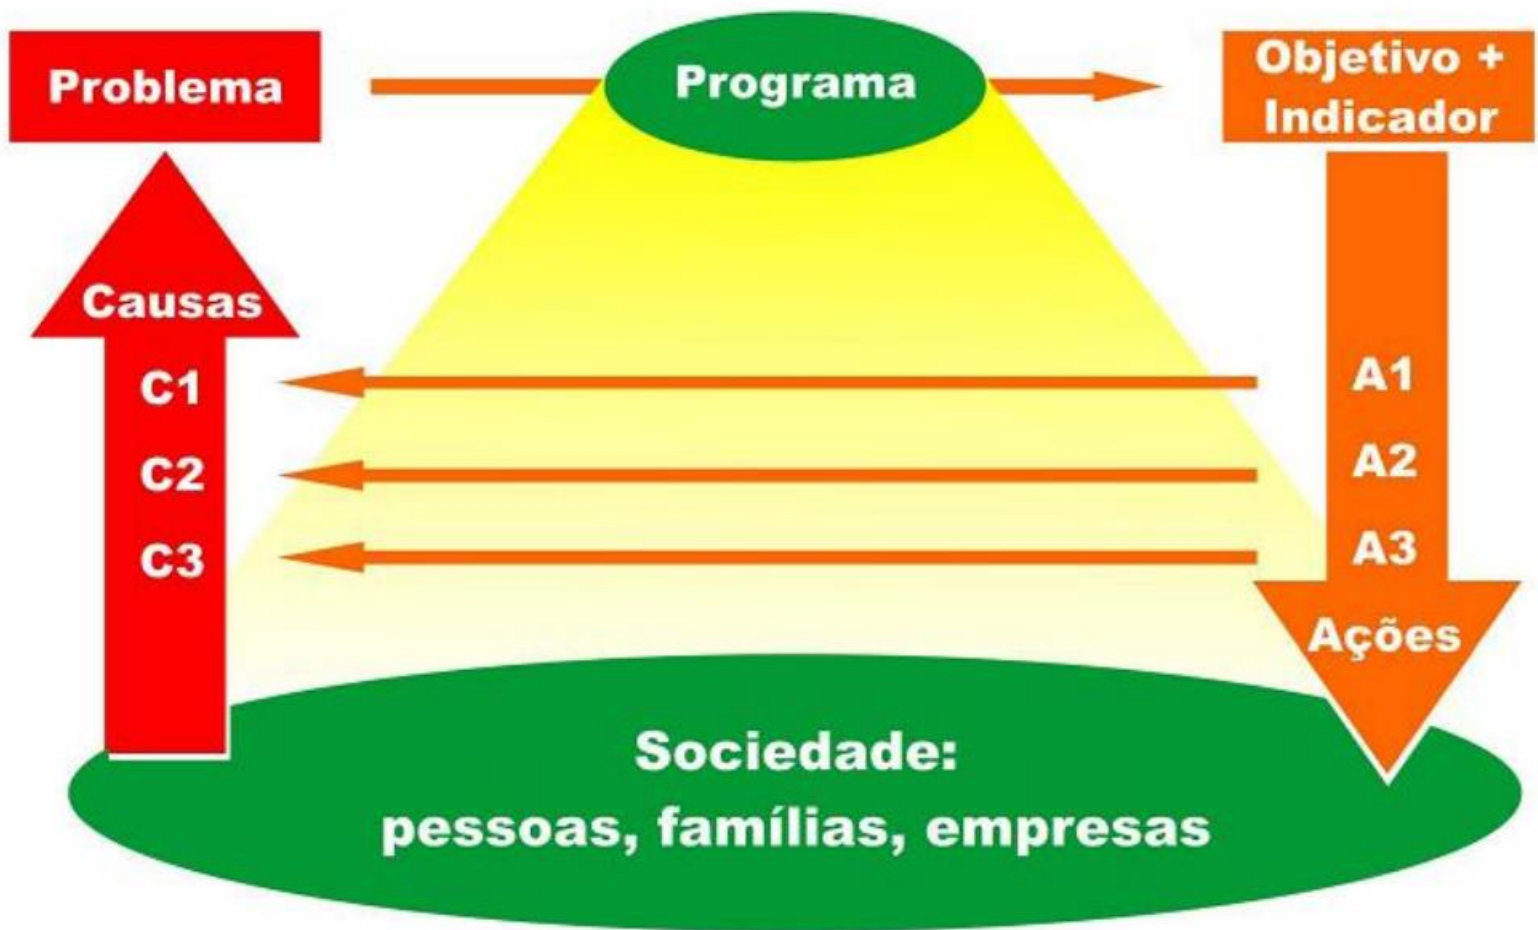 Problema
Programa
Objetivo +
Indicador
Causas
C1
A1
C2
A2
C3
A3
Ações
Sociedade:
pessoas, famílias, empresas